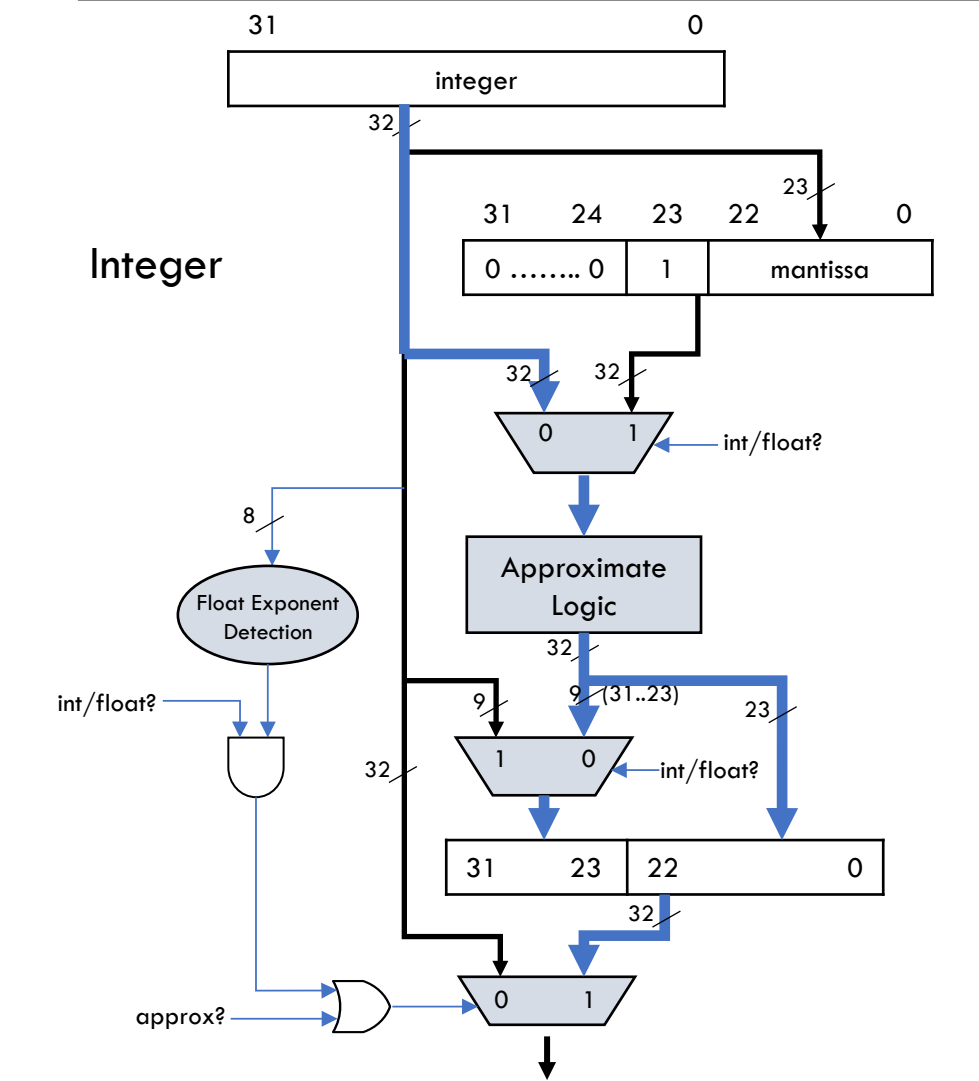 31 0
integer
32
23
31 24 23 22 0
Integer
0 …….. 0 1 mantissa
32 32
0 1
int/float?
8
Approximate
Logic
Float Exponent
Detection
32
9 9 (31..23)
int/float?
23
1 0
32
int/float?
31 23 22 0
32
0 1
approx?